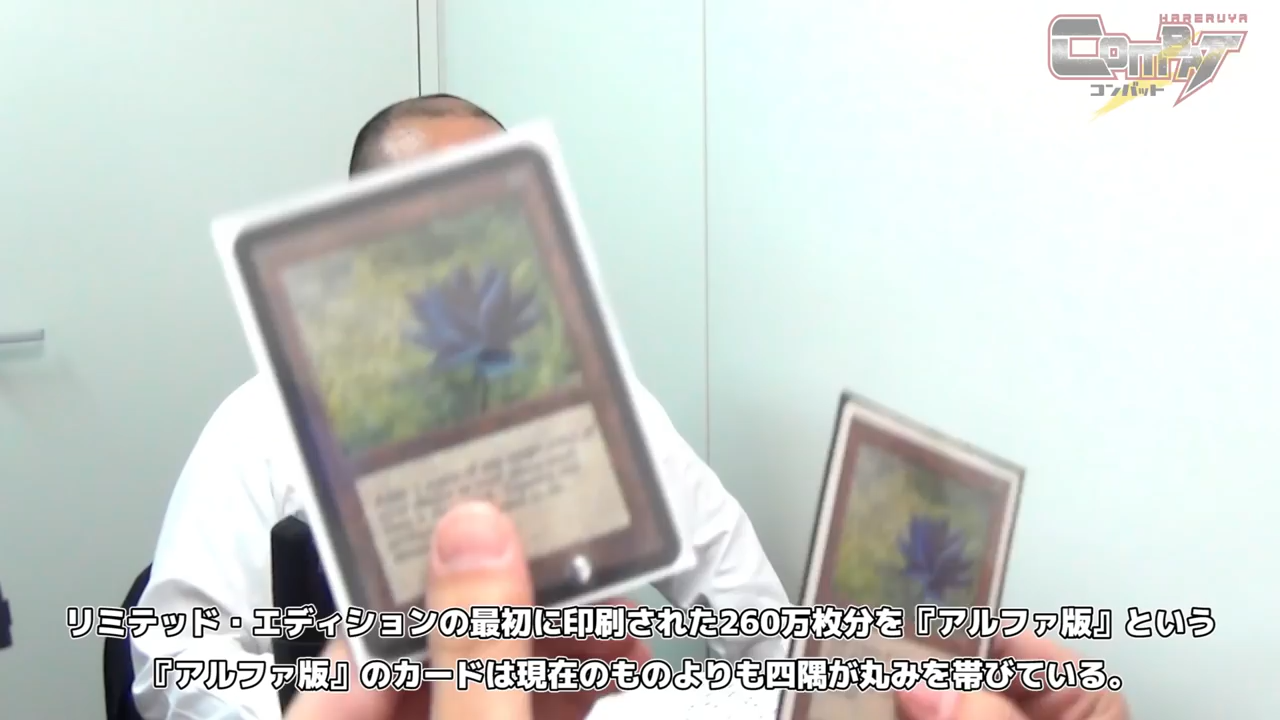 HARERUYA
COMBAT
コンバット
リミテッド・エディションの最初に印刷された260万枚分を『アルファ版』という
『アルファ版』のカードは現在のものよりも四隅が丸みを帯びている。